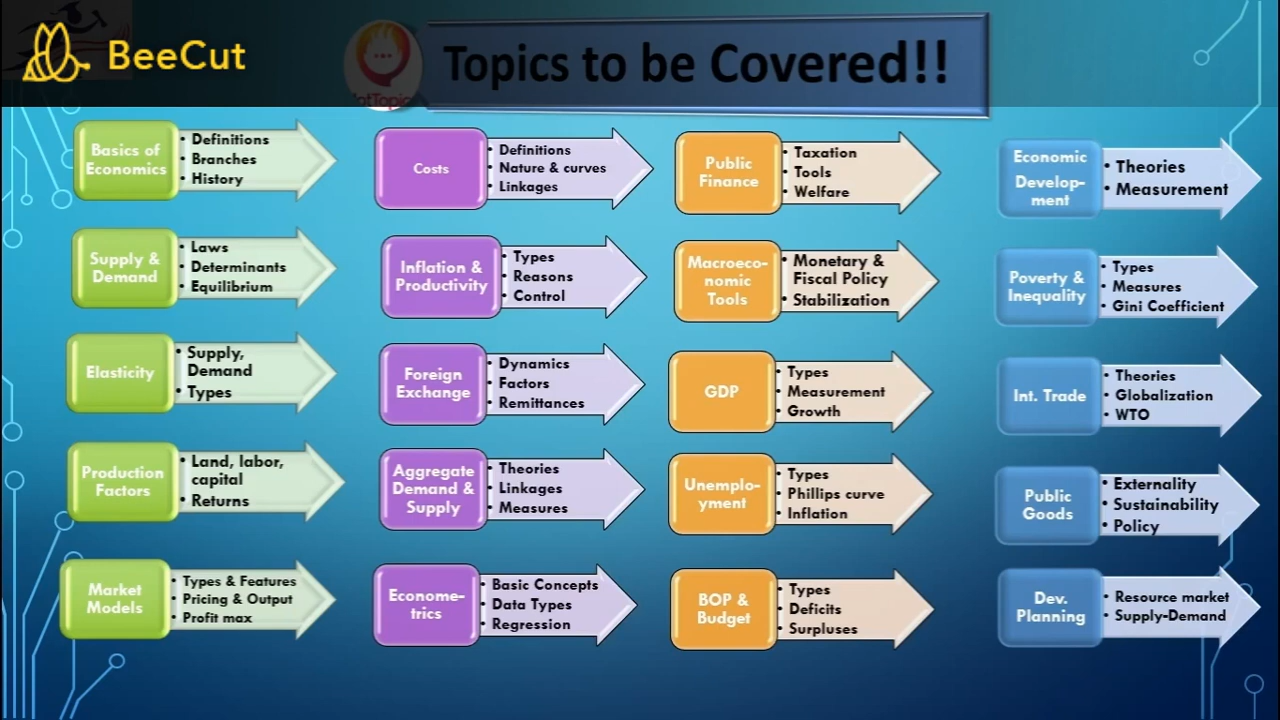 BeeCut
Topics to be Covered!!
Basics of
Economics
• Definitions
• Branches
• History
Supply &
Demand
• Laws
• Determinants
• Equilibrium
Elasticity
• Supply,
Demand
• Types
Production
Factors
• Land, labor,
capital
• Returns
Market
Models
• Types & Features
• Pricing & Output
• Profit max
Costs
• Definitions
• Nature & curves
• Linkages
Inflation &
Productivity
• Types
• Reasons
• Control
Foreign
Exchange
• Dynamics
• Factors
• Remittances
Aggregate
Demand &
Supply
• Theories
• Linkages
• Measures
Econome-
trics
• Basic Concepts
• Data Types
• Regression
Public
Finance
• Taxation
• Tools
• Welfare
Macroeco-
nomic
Tools
• Monetary &
Fiscal Policy
• Stabilization
GDP
• Types
• Measurement
• Growth
Unemplo-
yment
• Types
• Phillips curve
• Inflation
BOP &
Budget
• Types
• Deficits
• Surpluses
Economic
Develop-
ment
• Theories
• Measurement
Poverty &
Inequality
• Types
• Measures
• Gini Coefficient
Int. Trade
• Theories
• Globalization
• WTO
Public
Goods
• Externality
• Sustainability
• Policy
Dev.
Planning
• Resource market
• Supply-Demand